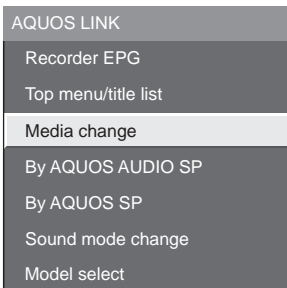 AQUOS LINK
Recorder EPG
Top menu/title list
Media change
By AQUOS AUDIO SP
By AQUOS SP
Sound mode change
Model select